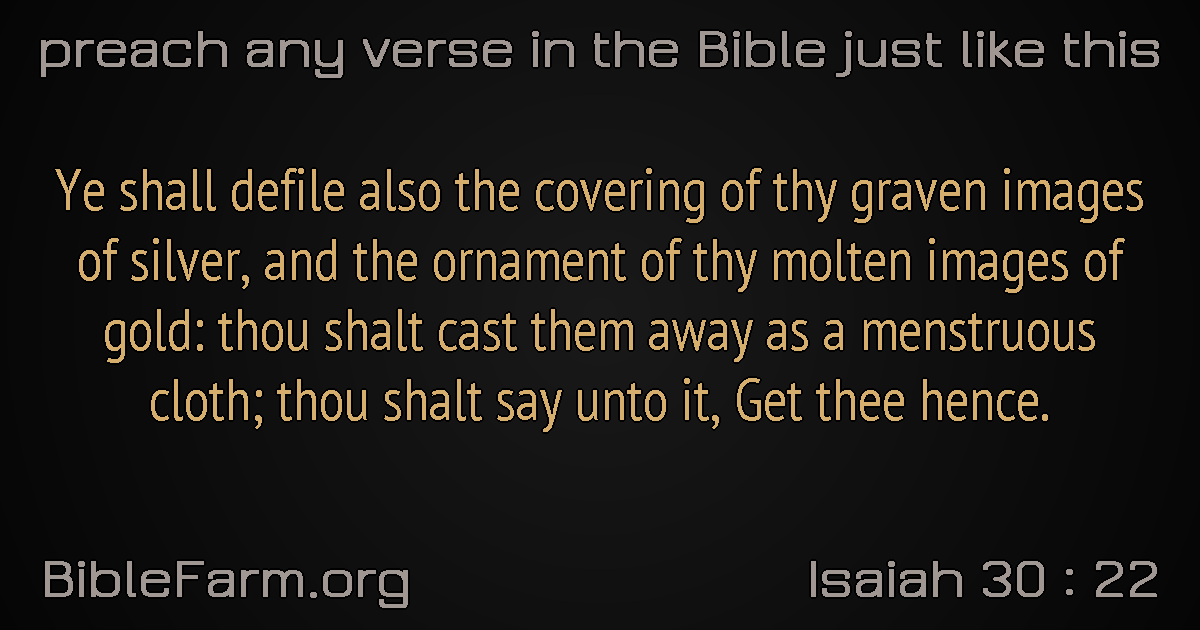 preach any verse in the Bible just like this
Ye shall defile also the covering of thy graven images
of silver, and the ornament of thy molten images of
gold: thou shalt cast them away as a menstruous
cloth; thou shalt say unto it, Get thee hence.
BibleFarm.org
Isaiah 30 : 22